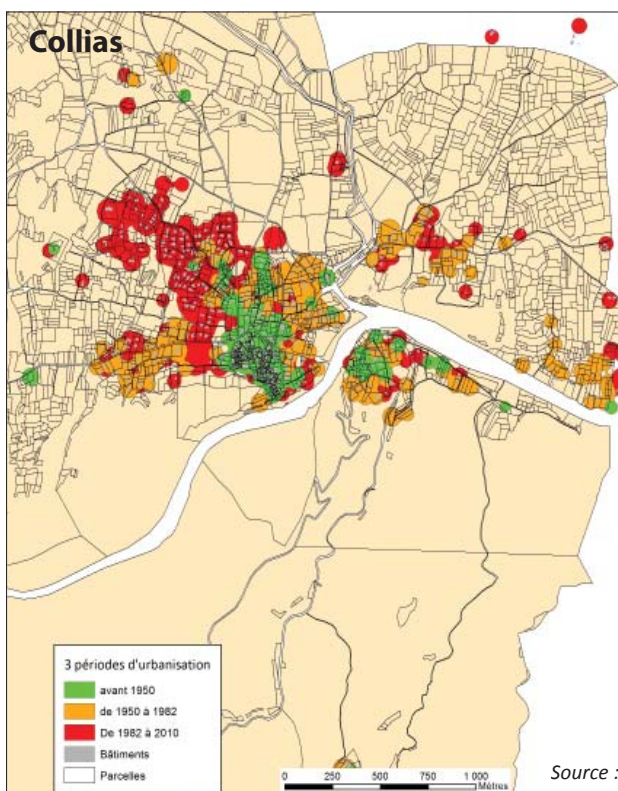 Collias
3 périodes d'urbanisation
avant 1950
de 1950 à 1982
De 1982 à 2010
Bâtiments
Parcelles
0 250 500 750 1 000
Mètres
Source :